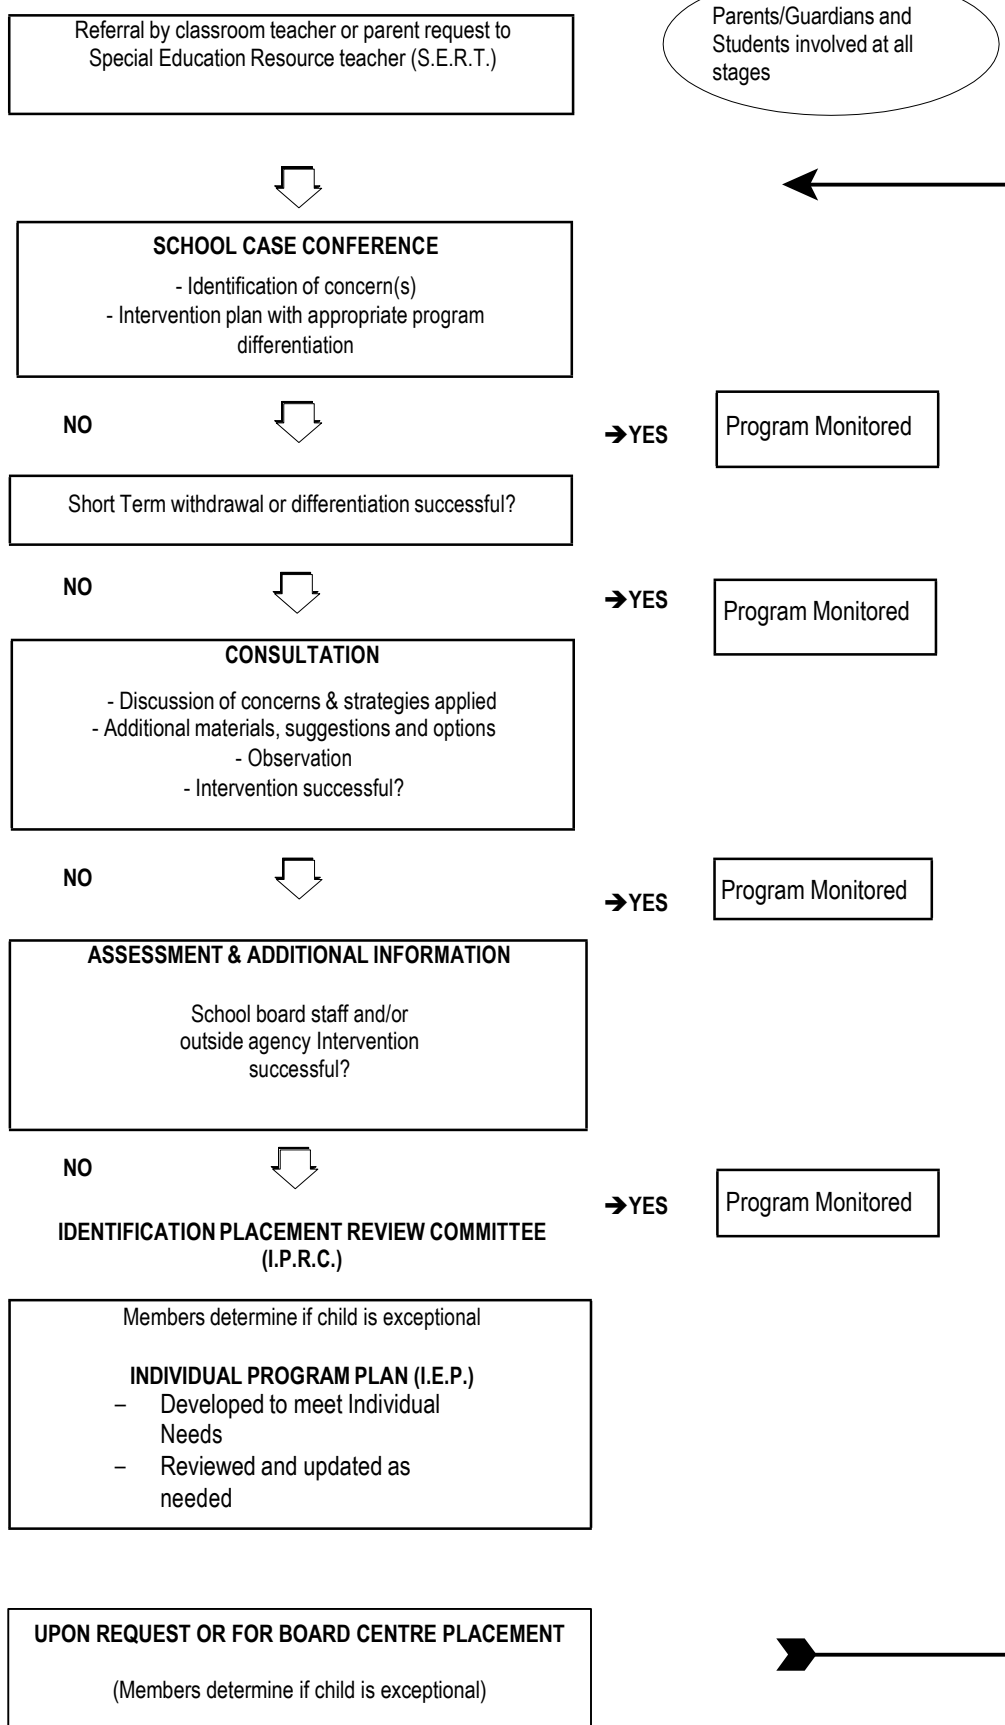 Referral by classroom teacher or parent request to
Special Education Resource teacher (S.E.R.T.)
Parents/Guardians and
Students involved at all
stages
SCHOOL CASE CONFERENCE
- Identification of concern(s)
- Intervention plan with appropriate program
differentiation
NO
➔YES
Program Monitored
Short Term withdrawal or differentiation successful?
NO
➔YES
Program Monitored
CONSULTATION
- Discussion of concerns & strategies applied
- Additional materials, suggestions and options
- Observation
- Intervention successful?
NO
➔YES
Program Monitored
ASSESSMENT & ADDITIONAL INFORMATION
School board staff and/or
outside agency Intervention
successful?
NO
➔YES
Program Monitored
IDENTIFICATION PLACEMENT REVIEW COMMITTEE
(I.P.R.C.)
Members determine if child is exceptional
INDIVIDUAL PROGRAM PLAN (I.E.P.)
– Developed to meet Individual
Needs
– Reviewed and updated as
needed
UPON REQUEST OR FOR BOARD CENTRE PLACEMENT
(Members determine if child is exceptional)